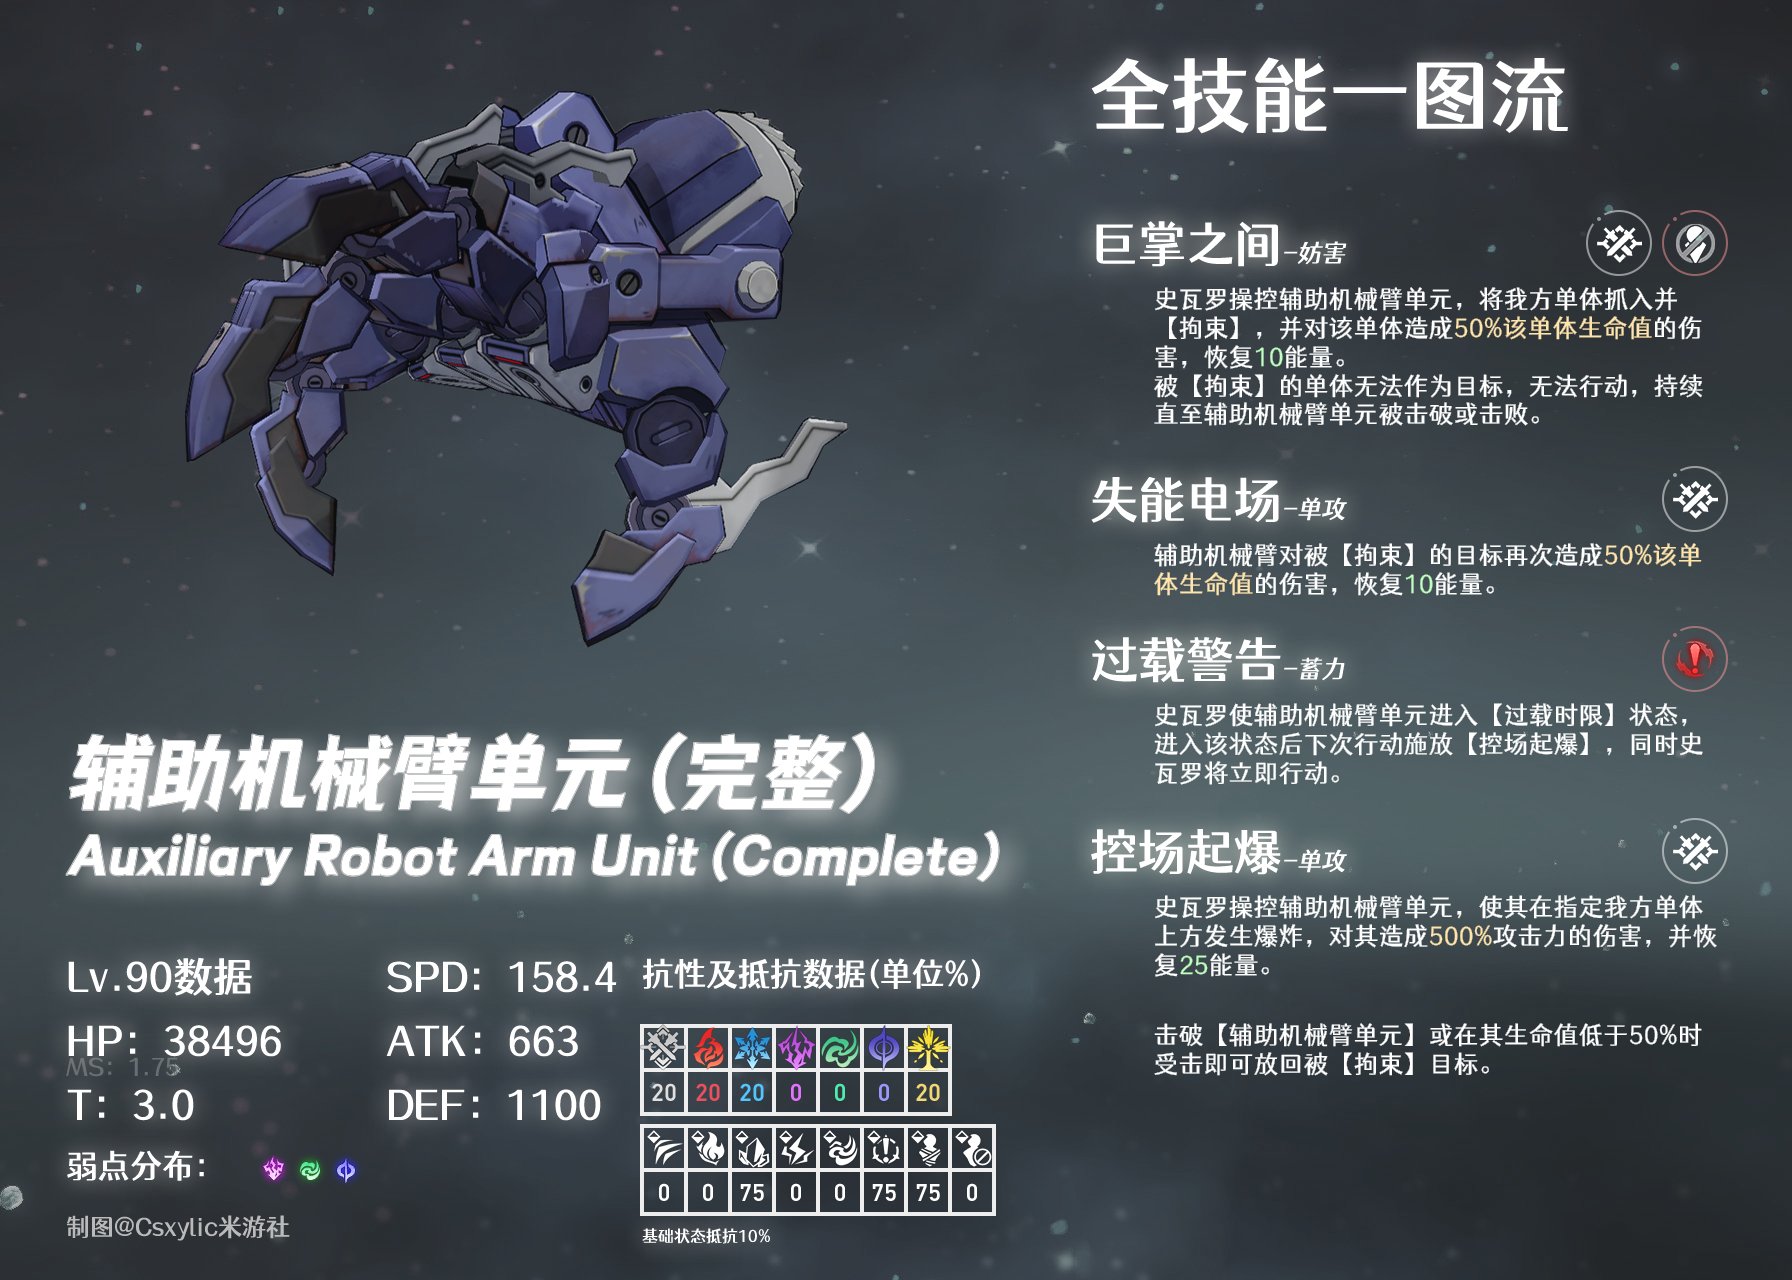 全技能一图流
巨掌之间-妨害
史瓦罗操控辅助机械臂单元，将我方单体抓入并
【拘束】，并对该单体造成50%该单体生命值的伤
害，恢复10能量。
被【拘束】的单体无法作为目标，无法行动，持续
直至辅助机械臂单元被击破或击败。
失能电场-单攻
辅助机械臂对被【拘束】的目标再次造成50%该单
体生命值的伤害，恢复10能量。
过载警告-蓄力
史瓦罗使辅助机械臂单元进入【过载时限】状态，
进入该状态后下次行动施放【控场起爆】，同时史
瓦罗将立即行动。
控场起爆-单攻
史瓦罗操控辅助机械臂单元，使其在指定我方单体
上方发生爆炸，对其造成500%攻击力的伤害，并恢
复25能量。
击破【辅助机械臂单元】或在其生命值低于50%时
受击即可放回被【拘束】目标。
辅助机械臂单元（完整）
Auxiliary Robot Arm Unit (Complete)
Lv.90数据
SPD：158.4
HP：38496
ATK：663
MS：1.75
T：3.0
DEF：1100
弱点分布：
抗性及抵抗数据(单位%)
20 20 20 0 0 0 20
0 0 75 0 0 75 75 0
基础状态抵抗10%
制图@Csxylic米游社